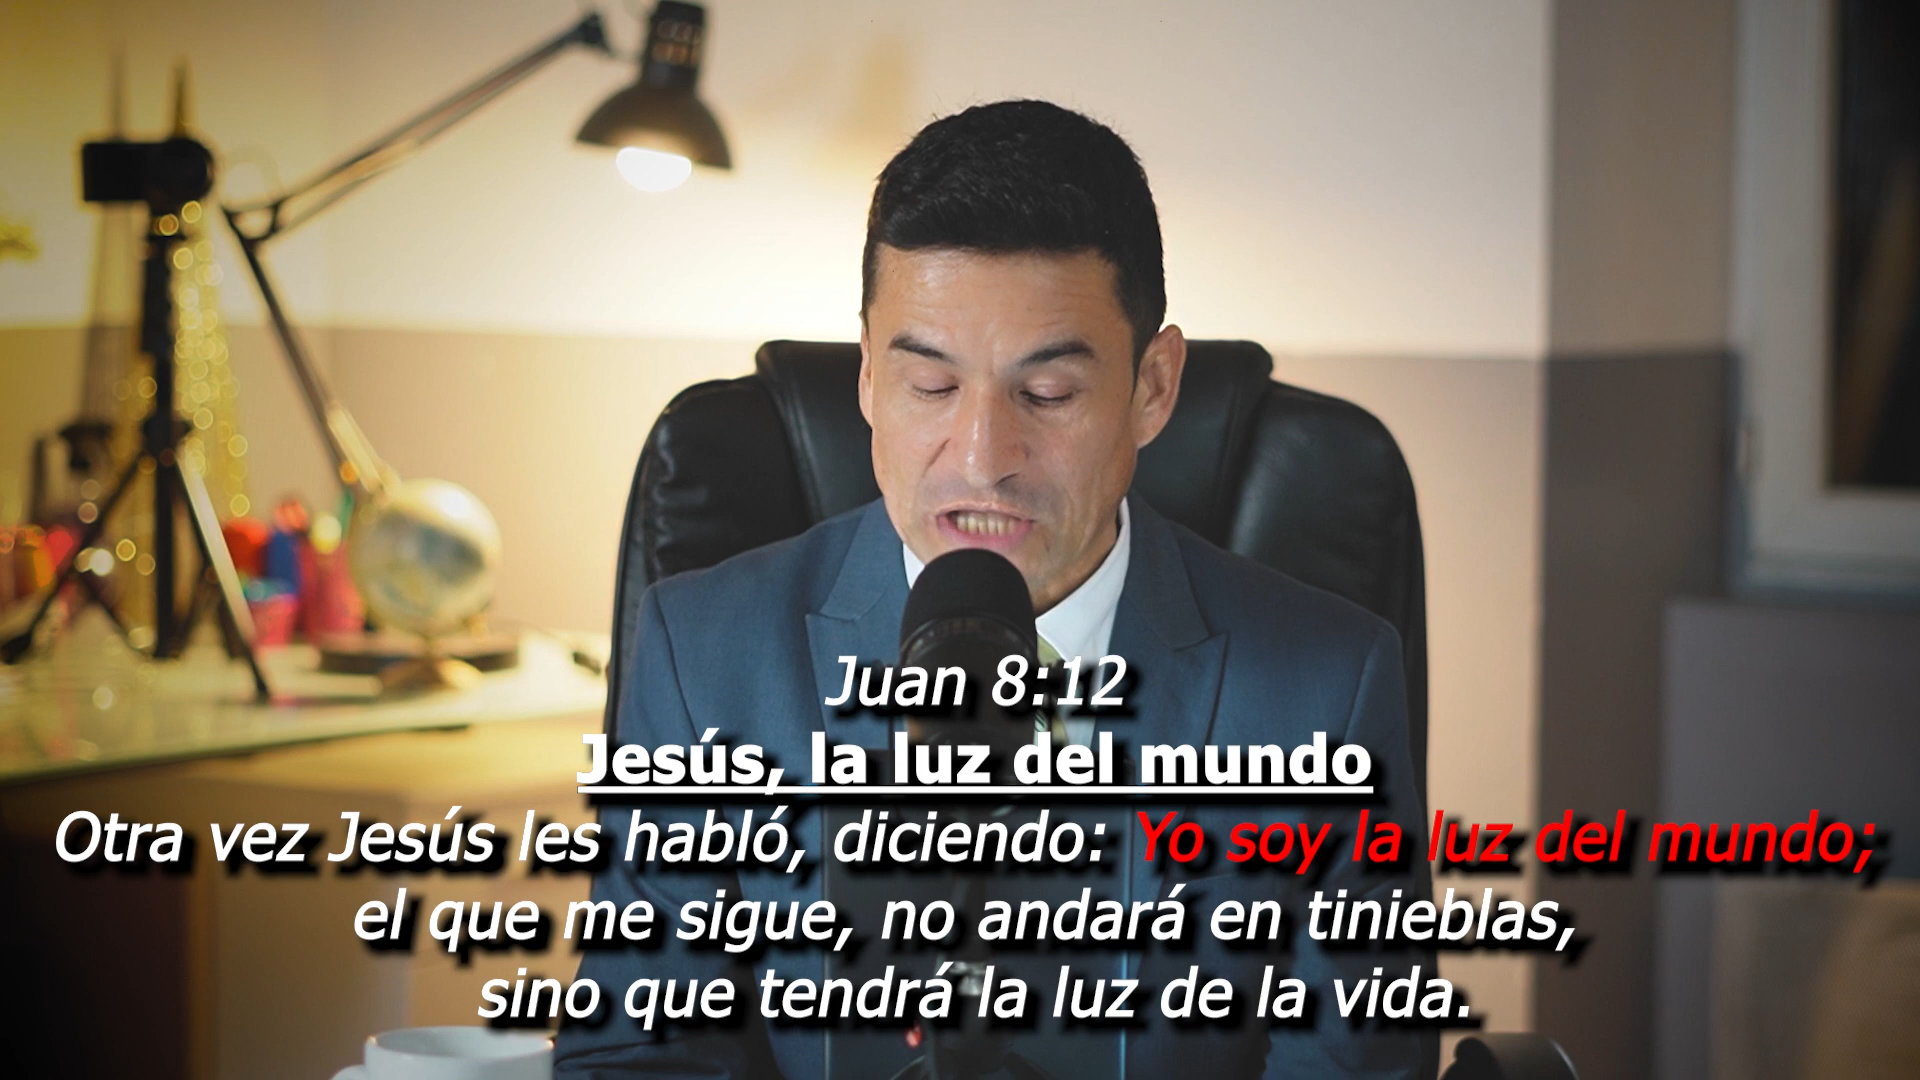 Juan 8:12
Jesús, la luz del mundo
Otra vez Jesús les habló, diciendo: Yo soy la luz del mundo;
el que me sigue, no andará en tinieblas,
sino que tendrá la luz de la vida.